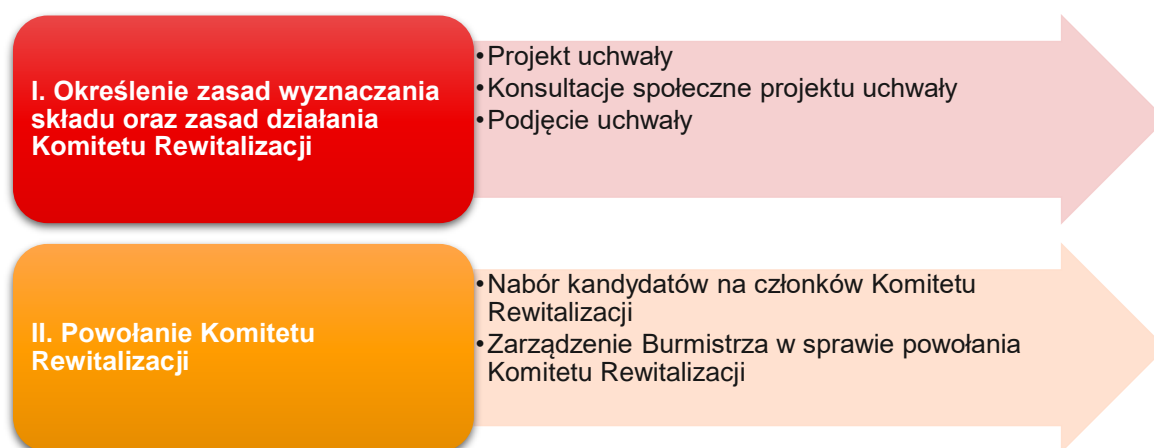 I. Określenie zasad wyznaczania
składu oraz zasad działania
Komitetu Rewitalizacji
•Projekt uchwały
•Konsultacje społeczne projektu uchwały
•Podjęcie uchwały
II. Powołanie Komitetu
Rewitalizacji
•Nabór kandydatów na członków Komitetu
Rewitalizacji
•Zarządzenie Burmistrza w sprawie powołania
Komitetu Rewitalizacji